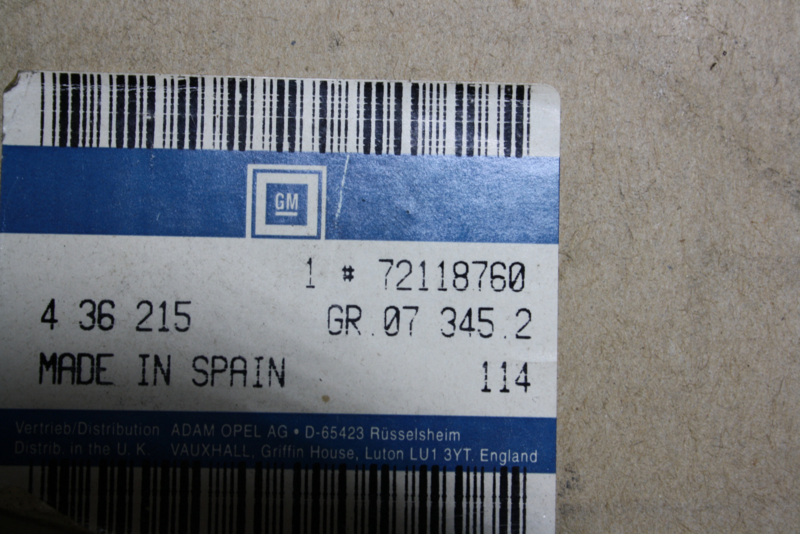 GM
1 # 72118760
4 36 215 GR.07 345.2
MADE IN SPAIN 114
Vertrieb/Distribution ADAM OPEL AG • D-65423 Rüsselsheim
Distrib. in the U. K. VAUXHALL, Griffin House, Luton LU1 3YT. England